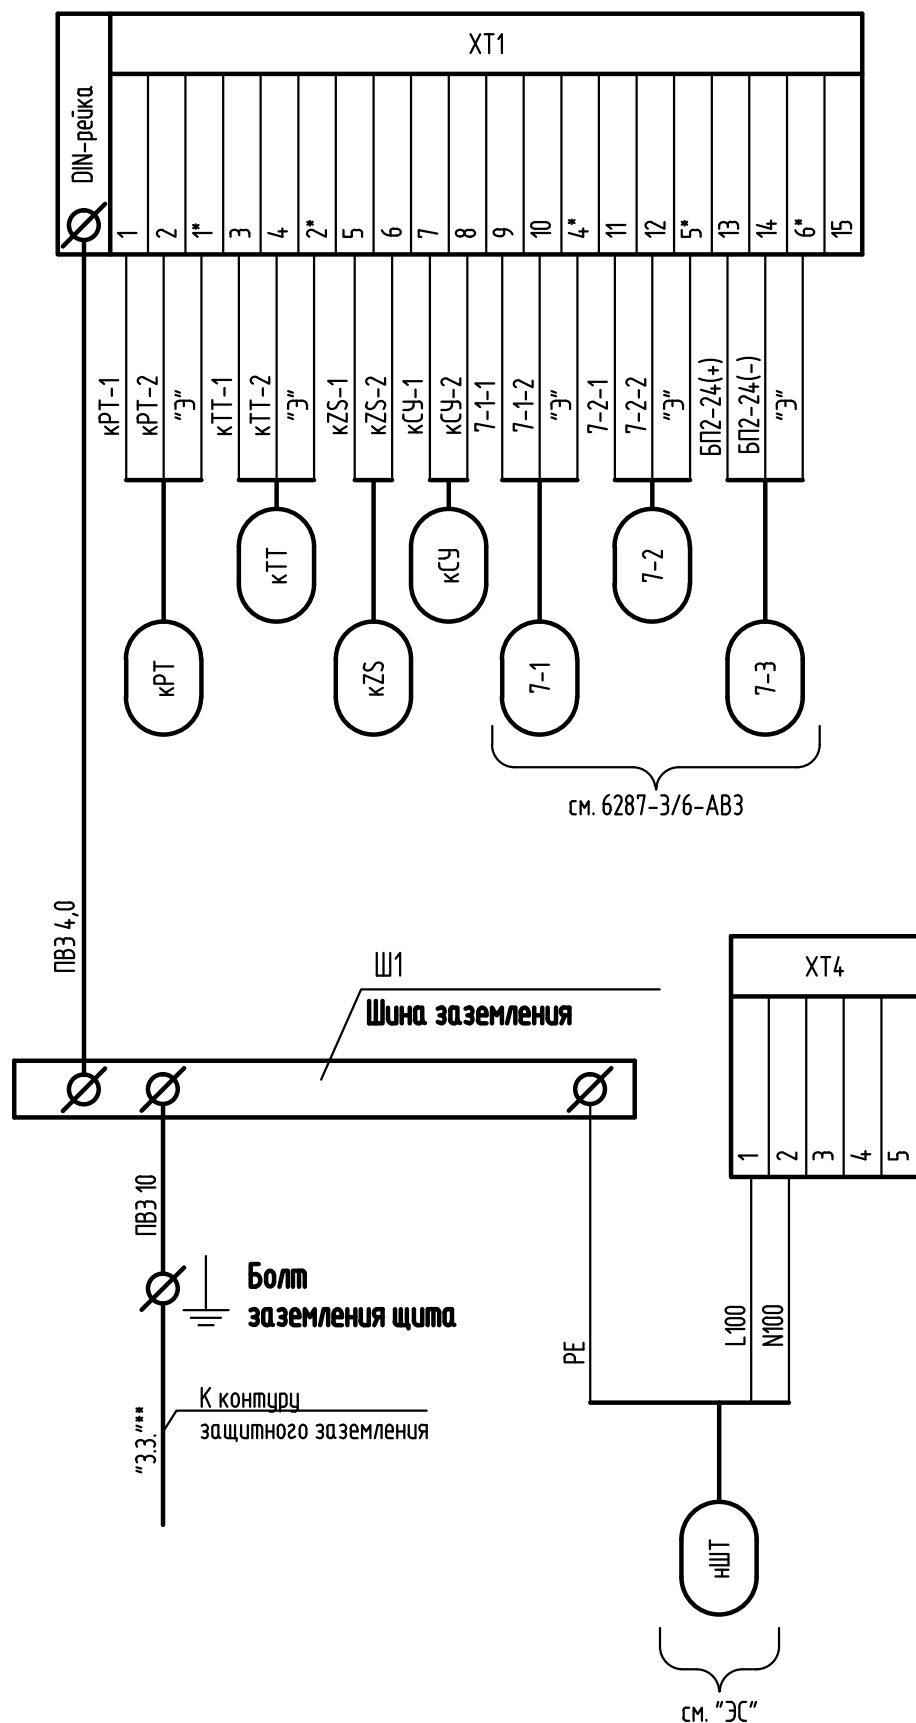 XT1
DIN-рейка
1
2
1*
3
4
2*
5
6
7
8
9
10
4*
11
12
5*
13
14
6*
15
кРТ-1
кРТ-2
"Э"
кТТ-1
кТТ-2
"Э"
кZS-1
кZS-2
кСУ-1
кСУ-2
7-1-1
7-1-2
"Э"
7-2-1
7-2-2
"Э"
БП2-24(+)
БП2-24(-)
"Э"
кТТ
кСУ
7-2
кРТ
кZS
7-1
7-3
см. 6287-3/6-АВ3
ПВ3 4,0
Ш1
Шина заземления
XT4
1
2
3
4
5
ПВ3 10
Болт
заземления щита
L100
N100
PE
"З.З."**
К контуру
защитного заземления
нШТ
см. "ЭС"